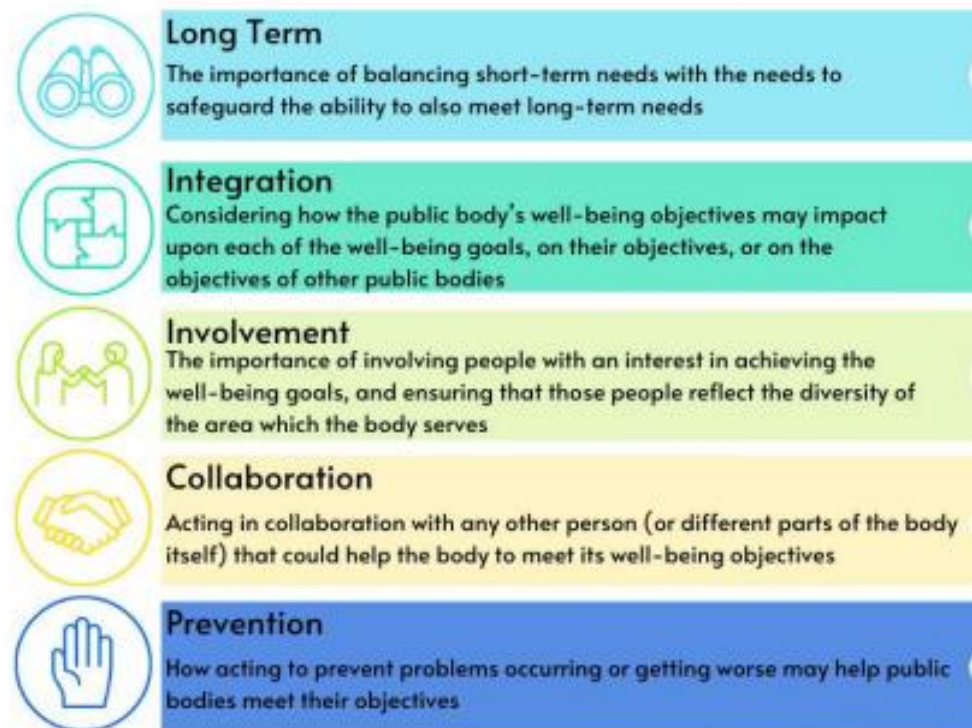 Long Term
The importance of balancing short-term needs with the needs to
safeguard the ability to also meet long-term needs
Integration
Considering how the public body's well-being objectives may impact
upon each of the well-being goals, on their objectives, or on the
objectives of other public bodies
Involvement
The importance of involving people with an interest in achieving the
well-being goals, and ensuring that those people reflect the diversity of
the area which the body serves
Collaboration
Acting in collaboration with any other person (or different parts of the body
itself) that could help the body to meet its well-being objectives
Prevention
How acting to prevent problems occurring or getting worse may help public
bodies meet their objectives